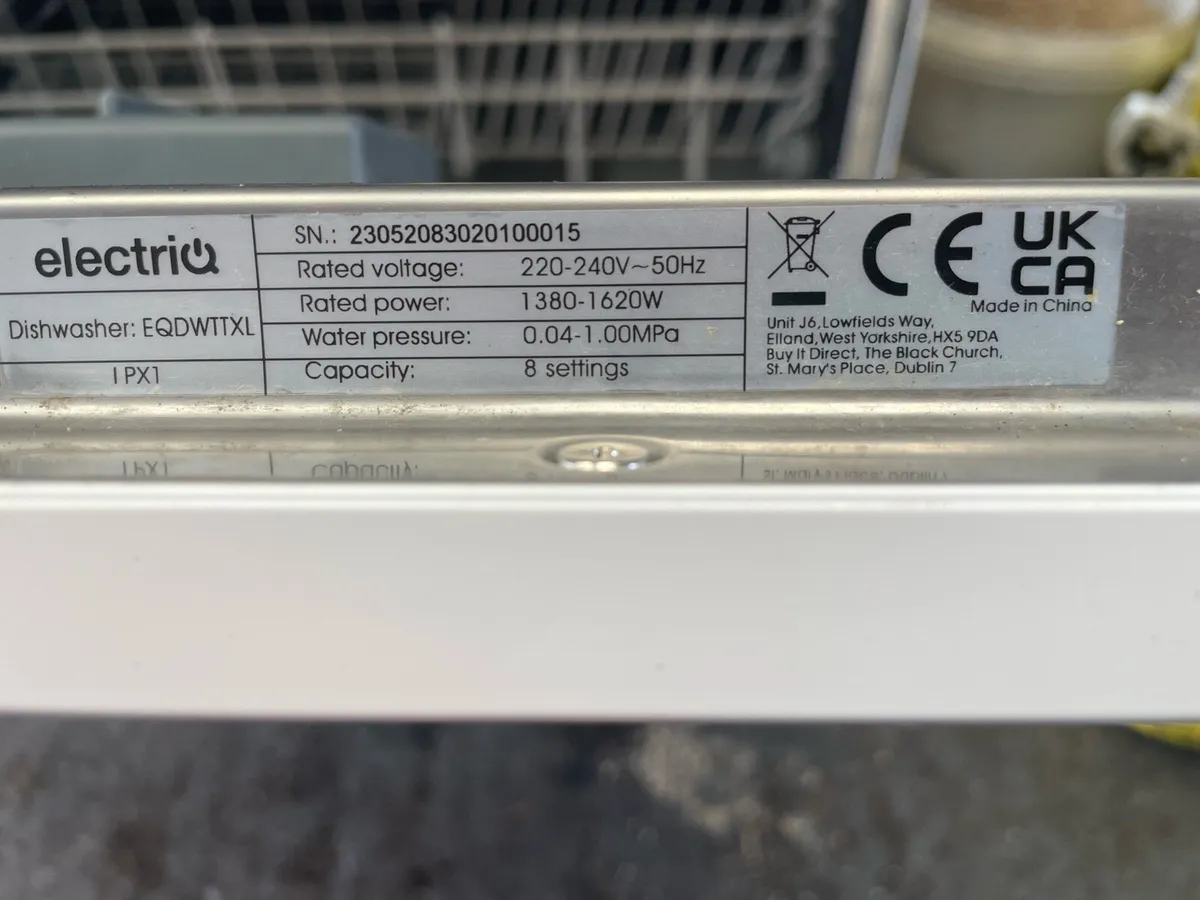 electriQ
Dishwasher: EQDWTTXL
IPX1
SN.: 23052083020100015
Rated voltage: 220-240V~50Hz
Rated power: 1380-1620W
Water pressure: 0.04-1.00MPa
Capacity: 8 settings
CE
UK
CA
Made in China
Unit J6,Lowfields Way,
Elland,West Yorkshire,HX5 9DA
Buy It Direct, The Black Church,
St. Mary's Place, Dublin 7